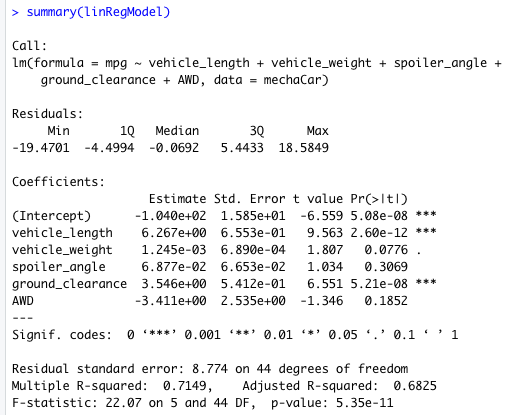 > summary(linRegModel)
Call:
lm(formula = mpg ~ vehicle_length + vehicle_weight + spoiler_angle +
    ground_clearance + AWD, data = mechaCar)
Residuals:
     Min       1Q   Median       3Q      Max
-19.4701  -4.4994  -0.0692   5.4433  18.5849
Coefficients:
                   Estimate Std. Error t value Pr(>|t|)
(Intercept)      -1.040e+02  1.585e+01  -6.559 5.08e-08 ***
vehicle_length    6.267e+00  6.553e-01   9.563 2.60e-12 ***
vehicle_weight    1.245e-03  6.890e-04   1.807   0.0776 .
spoiler_angle     6.877e-02  6.653e-02   1.034   0.3069
ground_clearance  3.546e+00  5.412e-01   6.551 5.21e-08 ***
AWD              -3.411e+00  2.535e+00  -1.346   0.1852
---
Signif. codes:  0 ‘***’ 0.001 ‘**’ 0.01 ‘*’ 0.05 ‘.’ 0.1 ‘ ’ 1
Residual standard error: 8.774 on 44 degrees of freedom
Multiple R-squared:  0.7149,    Adjusted R-squared:  0.6825
F-statistic: 22.07 on 5 and 44 DF,  p-value: 5.35e-11